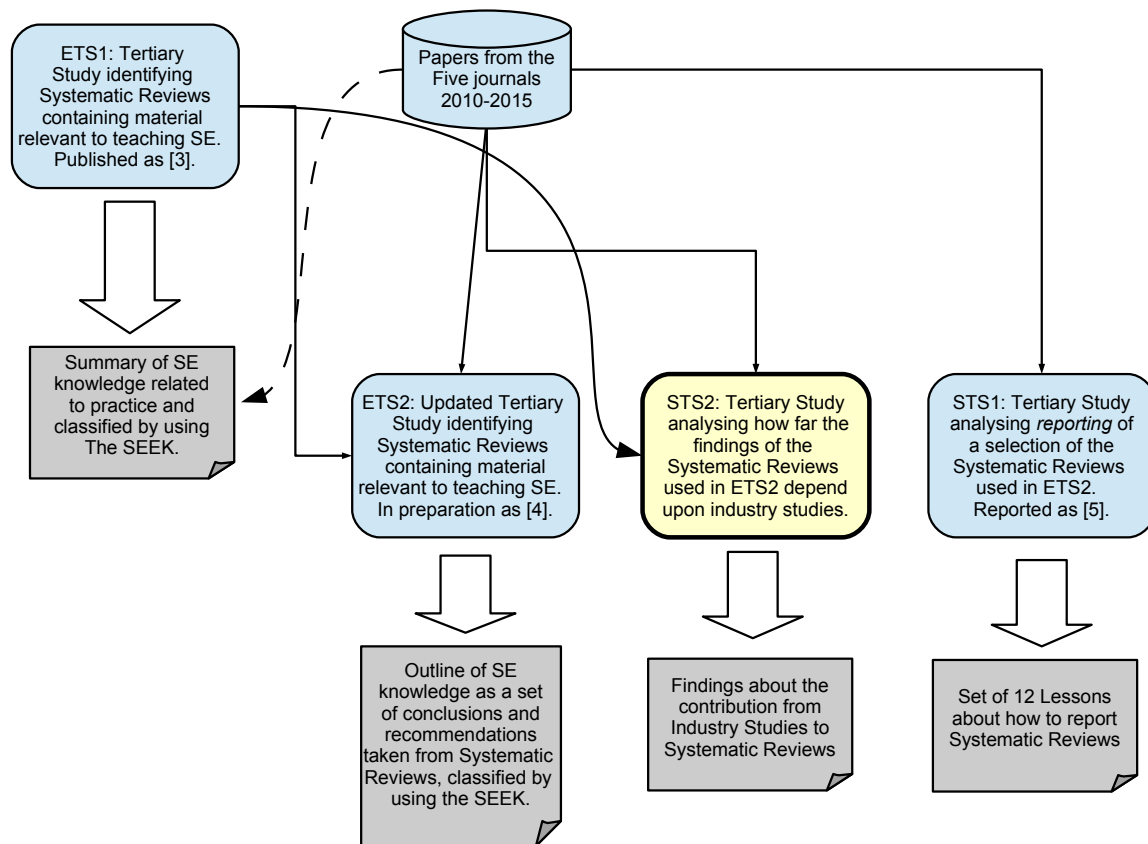 ETS1: Tertiary
Study identifying
Systematic Reviews
containing material
relevant to teaching SE.
Published as [3].
Papers from the
Five journals
2010-2015
Summary of SE
knowledge related
to practice and
classified by using
The SEEK.
ETS2: Updated Tertiary
Study identifying
Systematic Reviews
containing material
relevant to teaching SE.
In preparation as [4].
STS2: Tertiary Study
analysing how far the
findings of the
Systematic Reviews
used in ETS2 depend
upon industry studies.
STS1: Tertiary Study
analysing reporting of
a selection of the
Systematic Reviews
used in ETS2.
Reported as [5].
Outline of SE
knowledge as a set
of conclusions and
recommendations
taken from Systematic
Reviews, classified by
using the SEEK.
Findings about the
contribution from
Industry Studies to
Systematic Reviews
Set of 12 Lessons
about how to report
Systematic Reviews